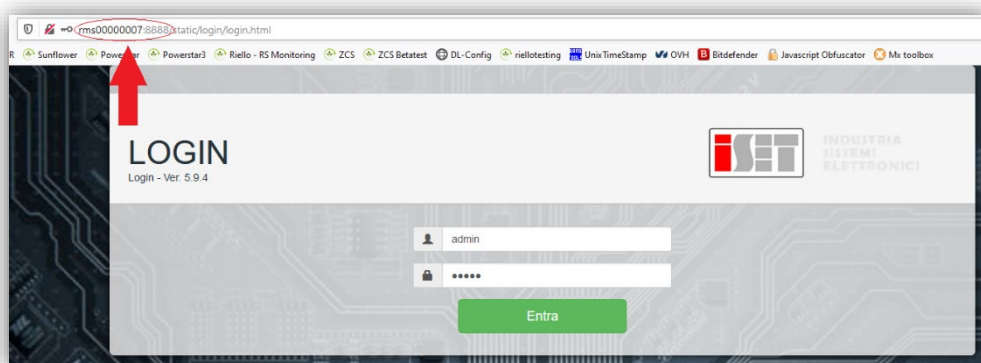 rms00000007:8888/static/login/login.html
R Sunflower Powerstar Powerstar3 Riello - RS Monitoring ZCS ZCS Betatest DL-Config riellotesting UnixTimeStamp OVH Bitdefender Javascript Obfuscator Mx toolbox
LOGIN
Login - Ver. 5.9.4
iSET
INDUSTRIA
SISTEMI
ELETTRONICI
admin
•••••
Entra